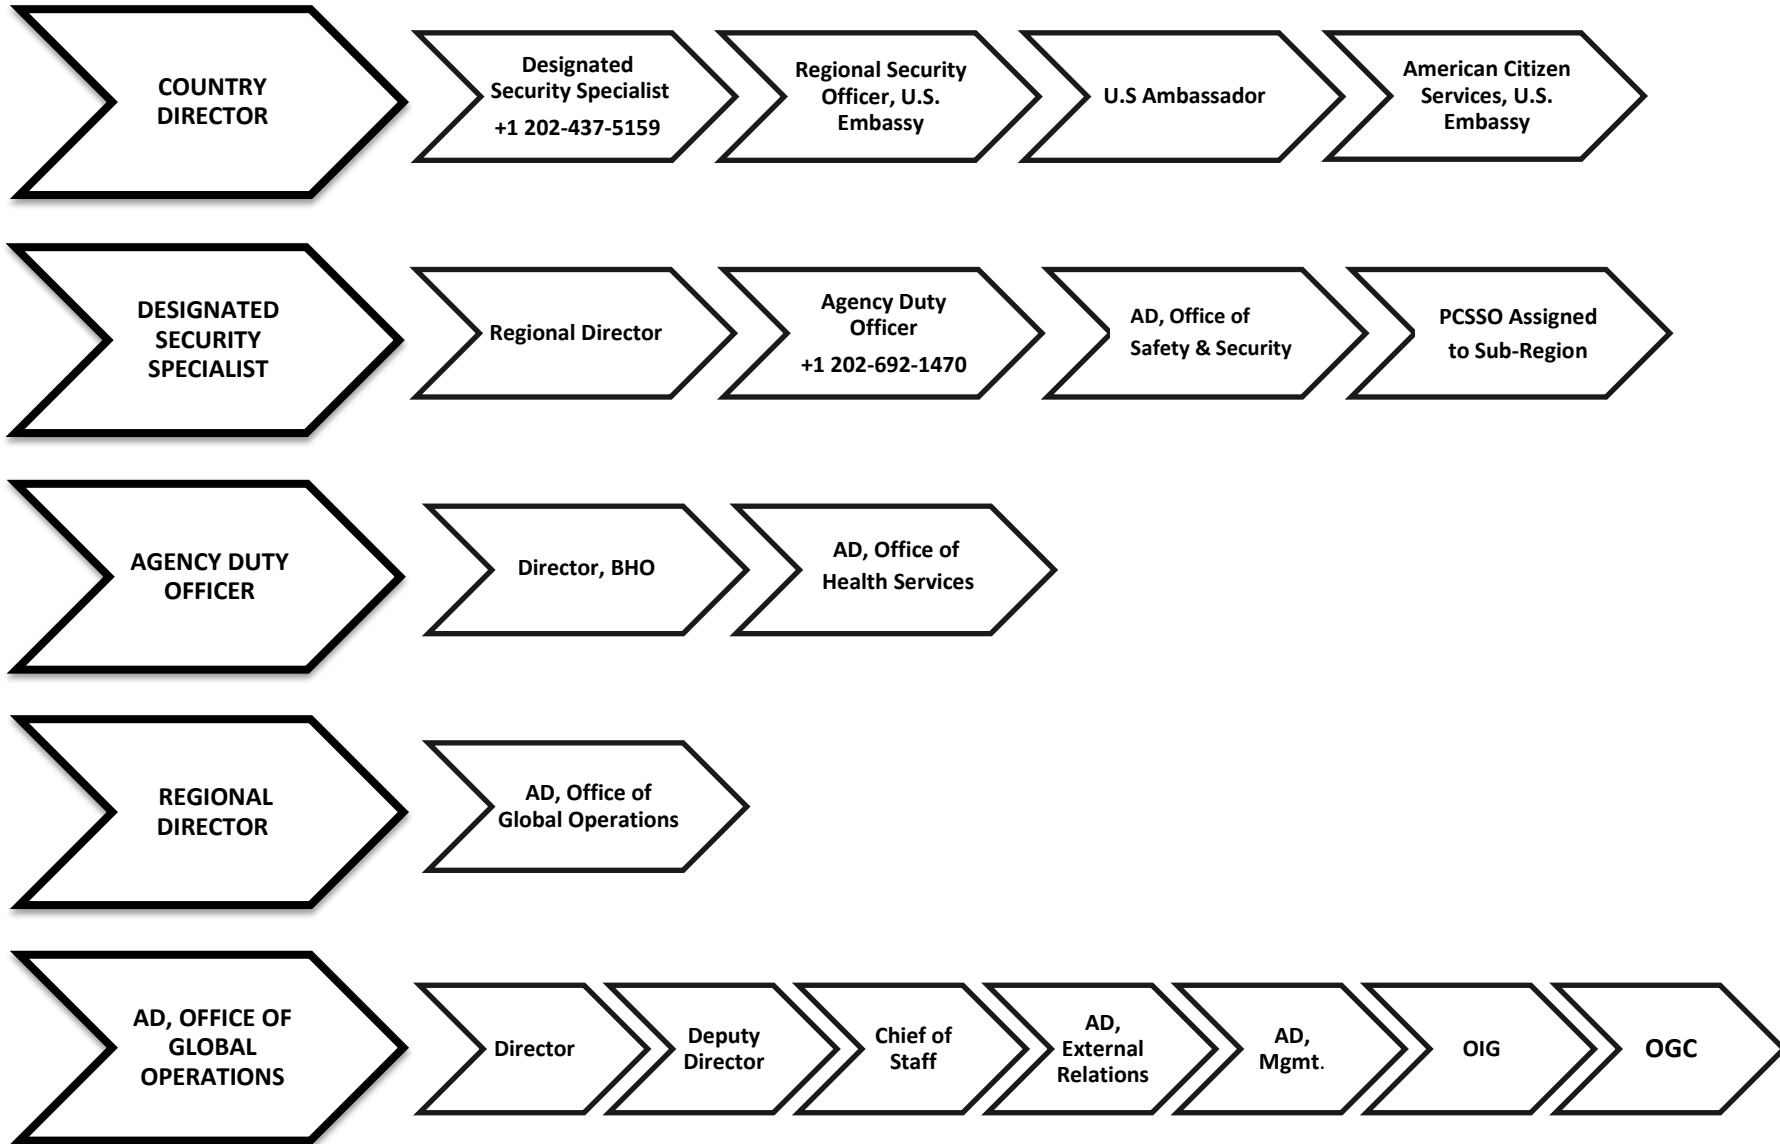 COUNTRY
DIRECTOR
Designated
Security Specialist
+1 202-437-5159
Regional Security
Officer, U.S.
Embassy
U.S Ambassador
American Citizen
Services, U.S.
Embassy
DESIGNATED
SECURITY
SPECIALIST
Regional Director
Agency Duty
Officer
+1 202-692-1470
AD, Office of
Safety & Security
PCSSO Assigned
to Sub-Region
AGENCY DUTY
OFFICER
Director, BHO
AD, Office of
Health Services
REGIONAL
DIRECTOR
AD, Office of
Global Operations
AD, OFFICE OF
GLOBAL
OPERATIONS
Director
Deputy
Director
Chief of
Staff
AD,
External
Relations
AD,
Mgmt.
OIG
OGC